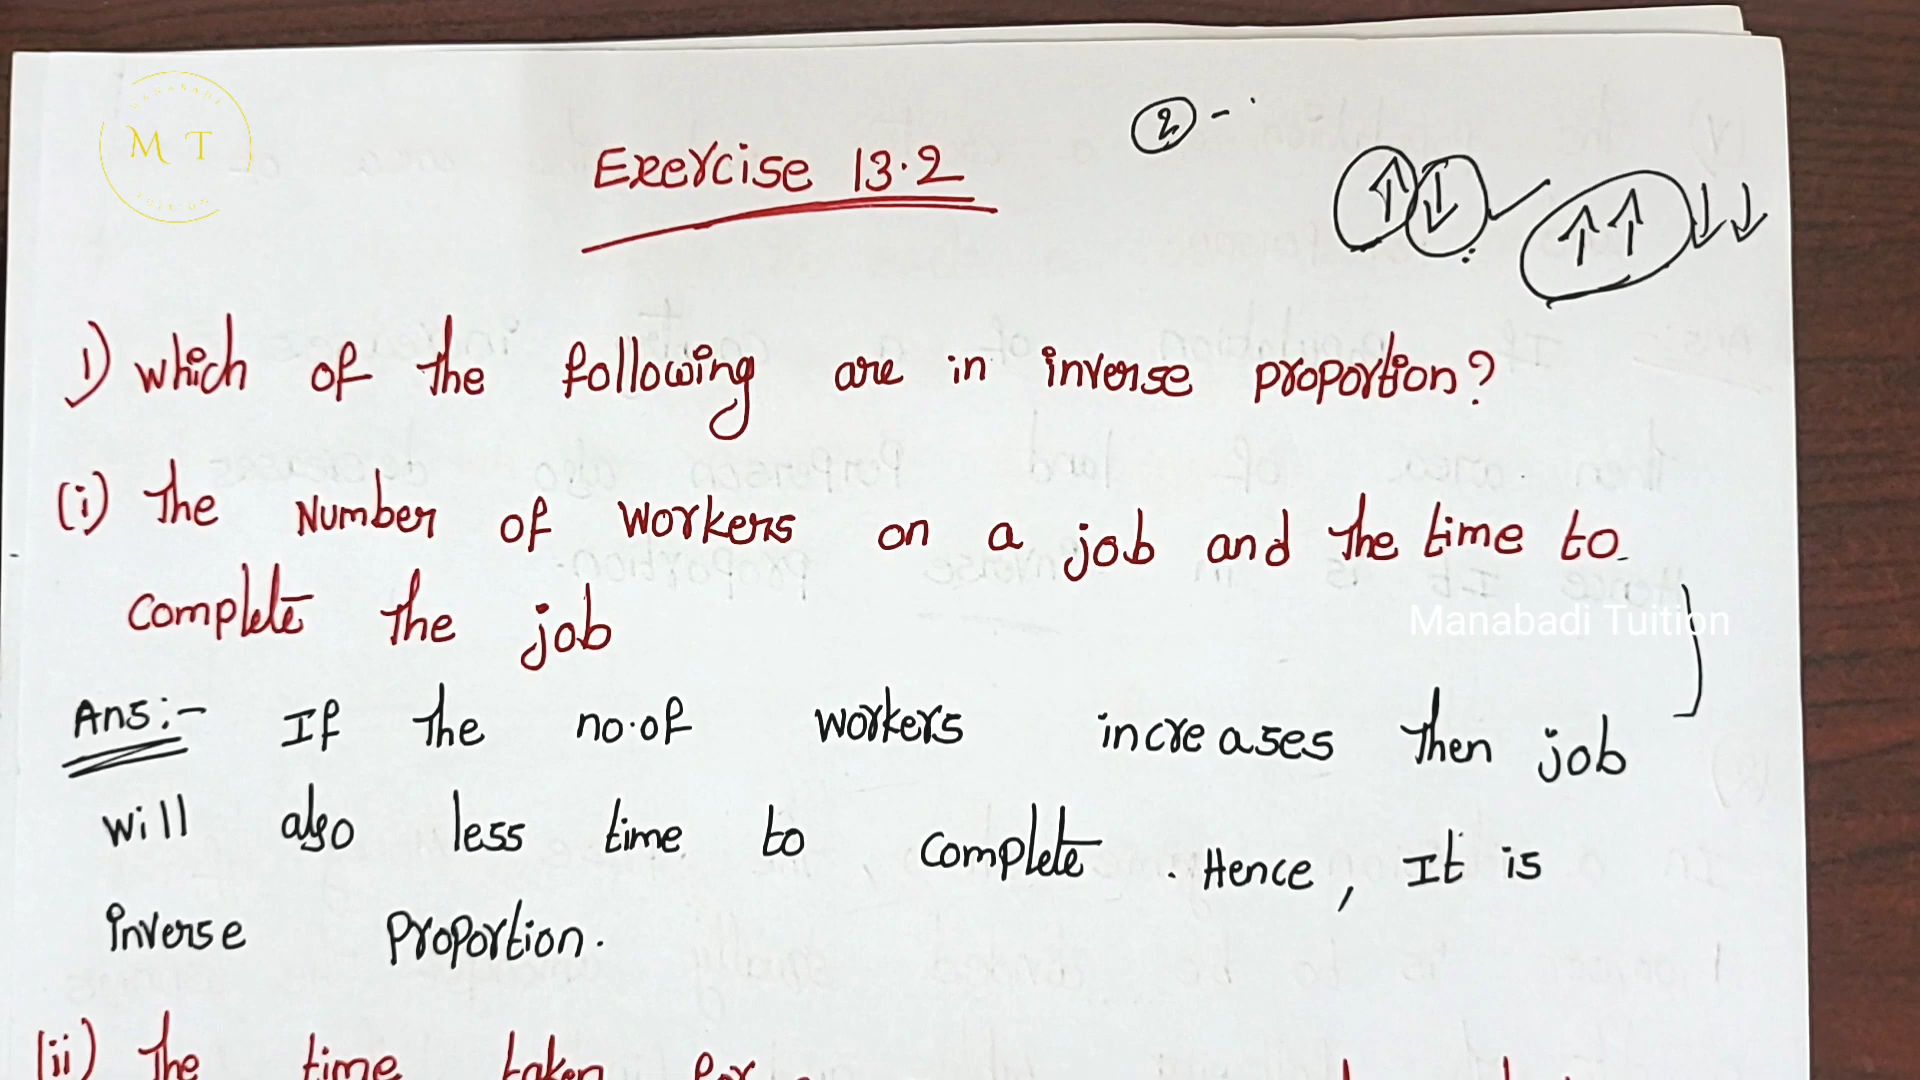 M T
② -
Exercise 13.2
1) which of the following are in inverse proportion?
(i) The Number of workers on a job and the time to
complete the job
Manabadi Tuition
Ans:- If the no.of workers increases then job
will also less time to complete. Hence, It is
inverse proportion.
(ii) The time taken for